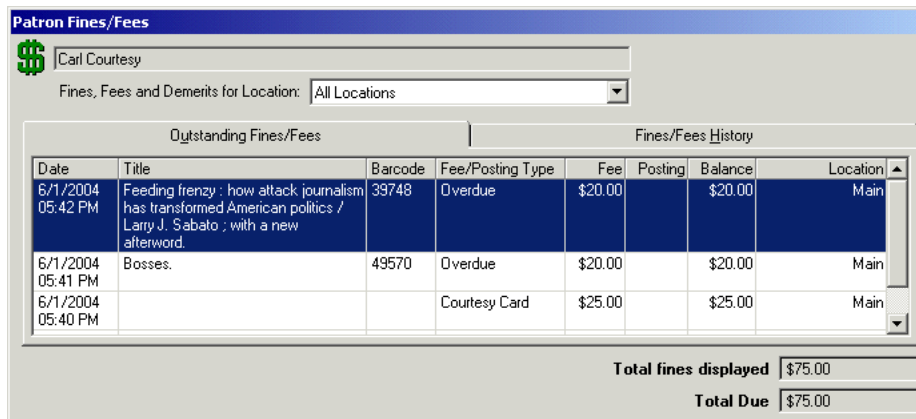 Patron Fines/Fees
Carl Courtesy
Fines, Fees and Demerits for Location: All Locations
Outstanding Fines/Fees Fines/Fees History
Date Title Barcode Fee/Posting Type Fee Posting Balance Location
6/1/2004 Feeding frenzy : how attack journalism 39748 Overdue $20.00 $20.00 Main
05:42 PM has transformed American politics /
Larry J. Sabato ; with a new
afterword.
6/1/2004 Bosses. 49570 Overdue $20.00 $20.00 Main
05:41 PM
6/1/2004 Courtesy Card $25.00 $25.00 Main
05:40 PM
Total fines displayed $75.00
Total Due $75.00